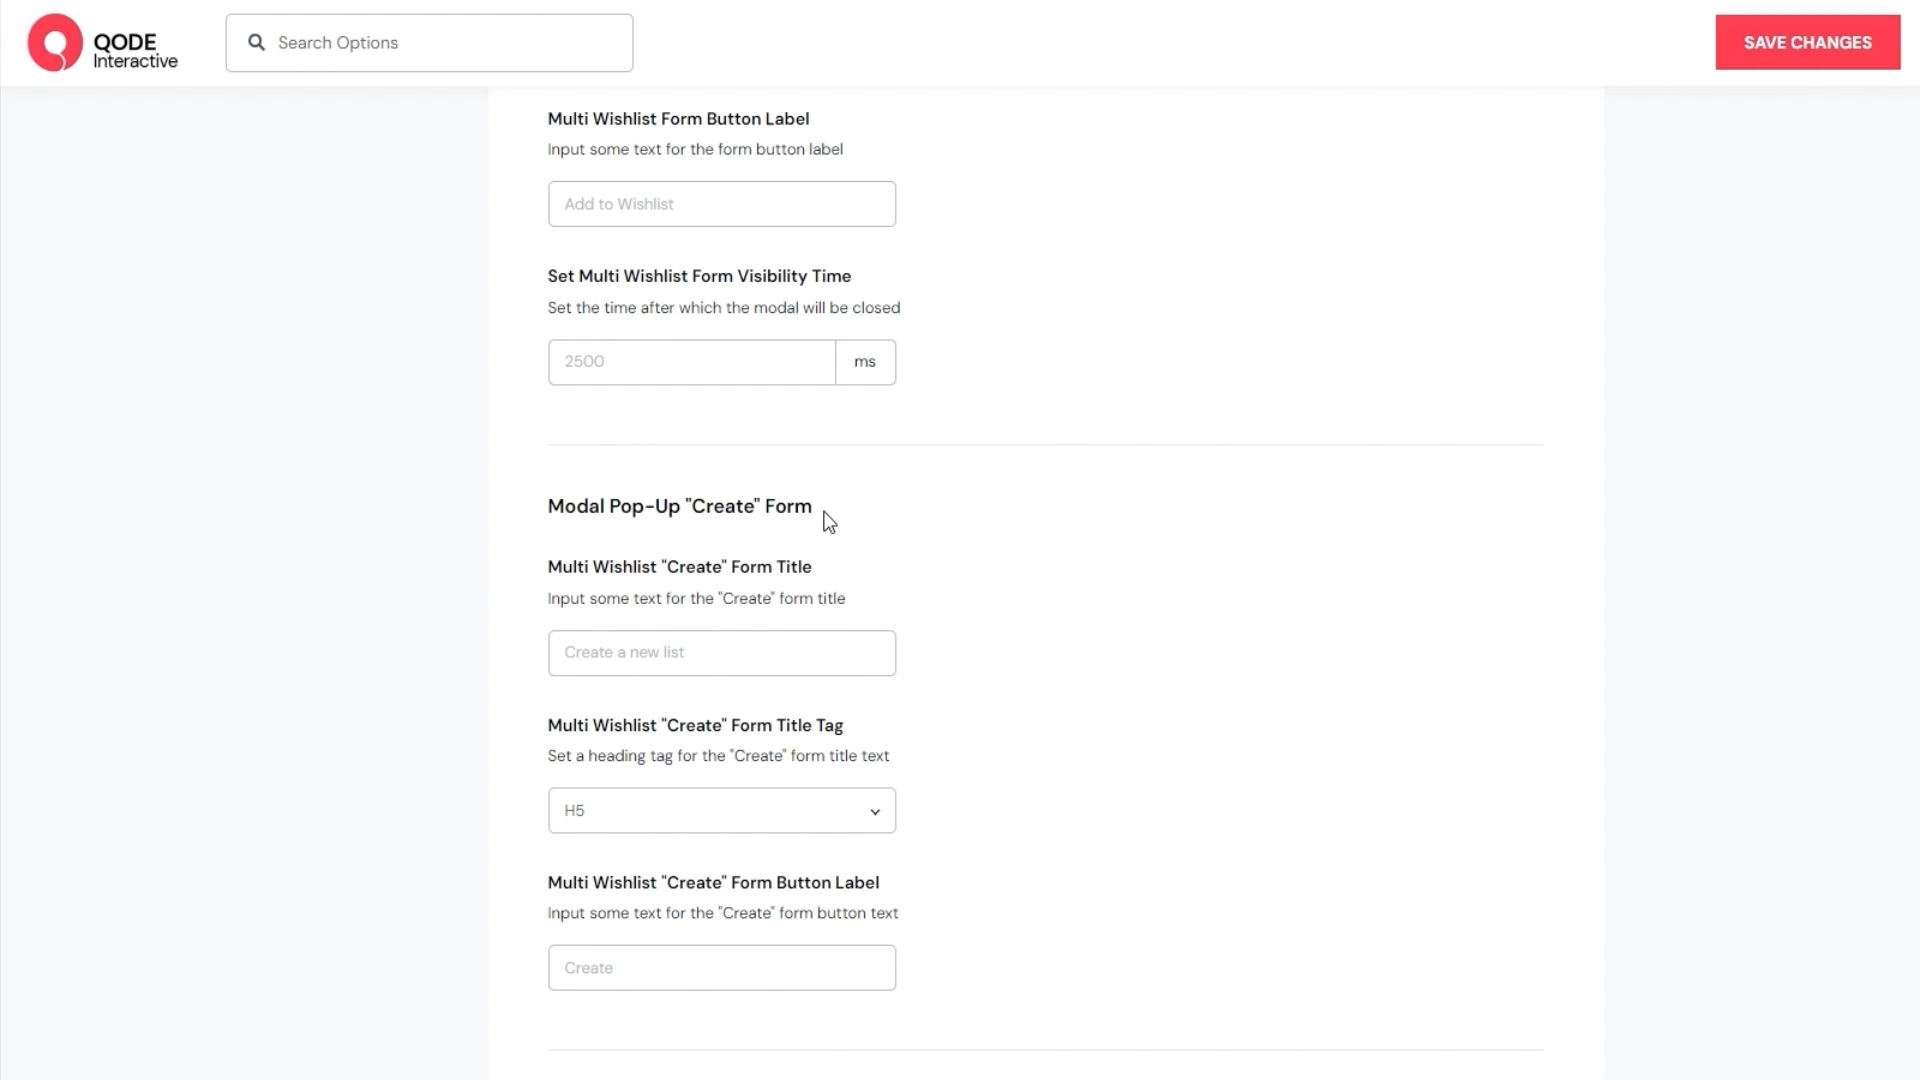 QODE
Interactive
Search Options
SAVE CHANGES
Multi Wishlist Form Button Label
Input some text for the form button label
Add to Wishlist
Set Multi Wishlist Form Visibility Time
Set the time after which the modal will be closed
2500
ms
Modal Pop-Up "Create" Form
Multi Wishlist "Create" Form Title
Input some text for the "Create" form title
Create a new list
Multi Wishlist "Create" Form Title Tag
Set a heading tag for the "Create" form title text
H5
Multi Wishlist "Create" Form Button Label
Input some text for the "Create" form button text
Create